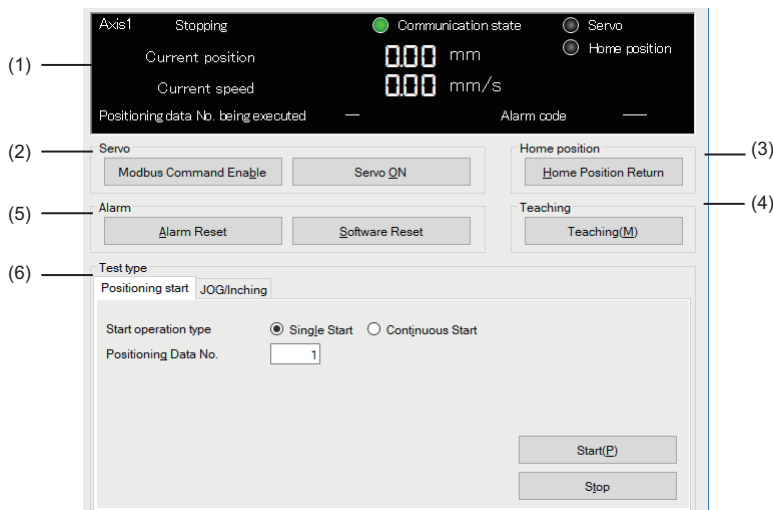 Axis1 Stopping Communication state Servo
Current position 0.00 mm Home position
(1)
Current speed 0.00 mm/s
Positioning data No. being executed — Alarm code —
(2) Servo Home position (3)
Modbus Command Enable Servo ON Home Position Return
(4)
(5) Alarm Teaching
Alarm Reset Software Reset Teaching(M)
(6) Test type
Positioning start JOG/Inching
Start operation type Single Start Continuous Start
Positioning Data No. 1
Start(P)
Stop